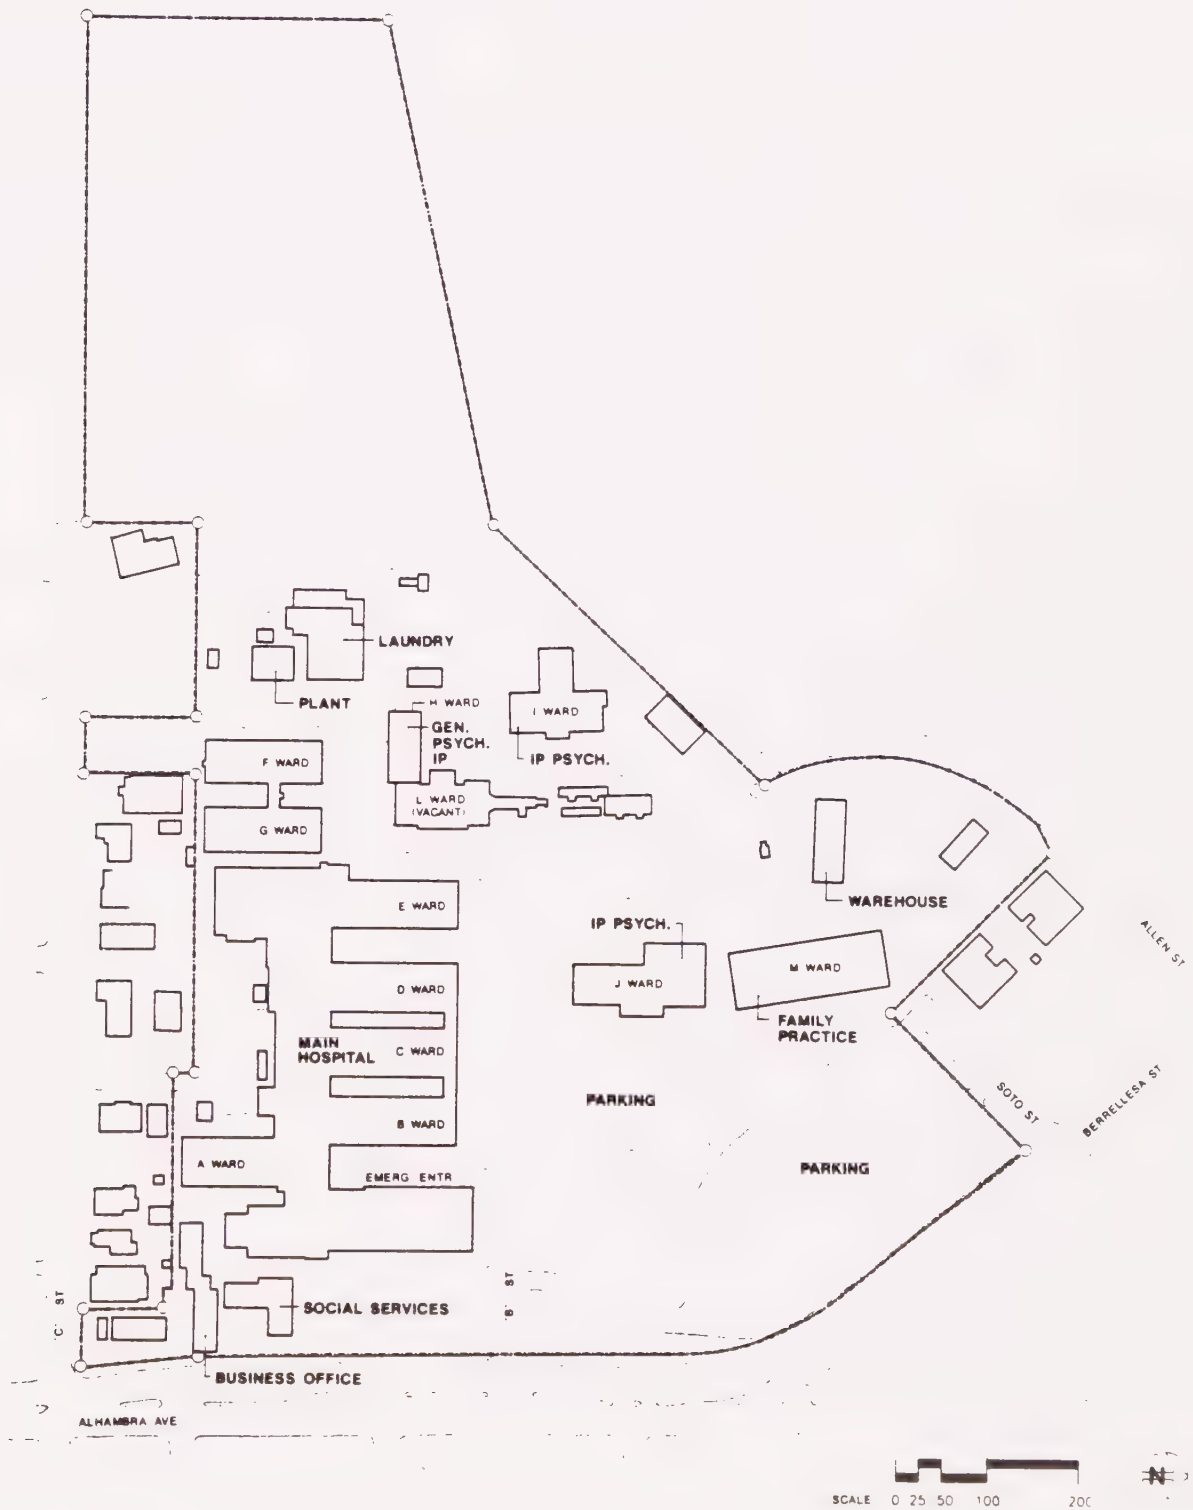 LAUNDRY
PLANT
H WARD
GEN.
PSYCH.
IP
I WARD
IP PSYCH.
F WARD
L WARD
(VACANT)
G WARD
E WARD
WAREHOUSE
IP PSYCH.
ALLEN ST
M WARD
D WARD
J WARD
FAMILY
PRACTICE
MAIN
HOSPITAL
C WARD
PARKING
SOTO ST
BERRELLESA ST
B WARD
A WARD
PARKING
EMERG ENTR
'C' ST
'B' ST
SOCIAL SERVICES
BUSINESS OFFICE
ALHAMBRA AVE
N
SCALE 0 25 50 100 200